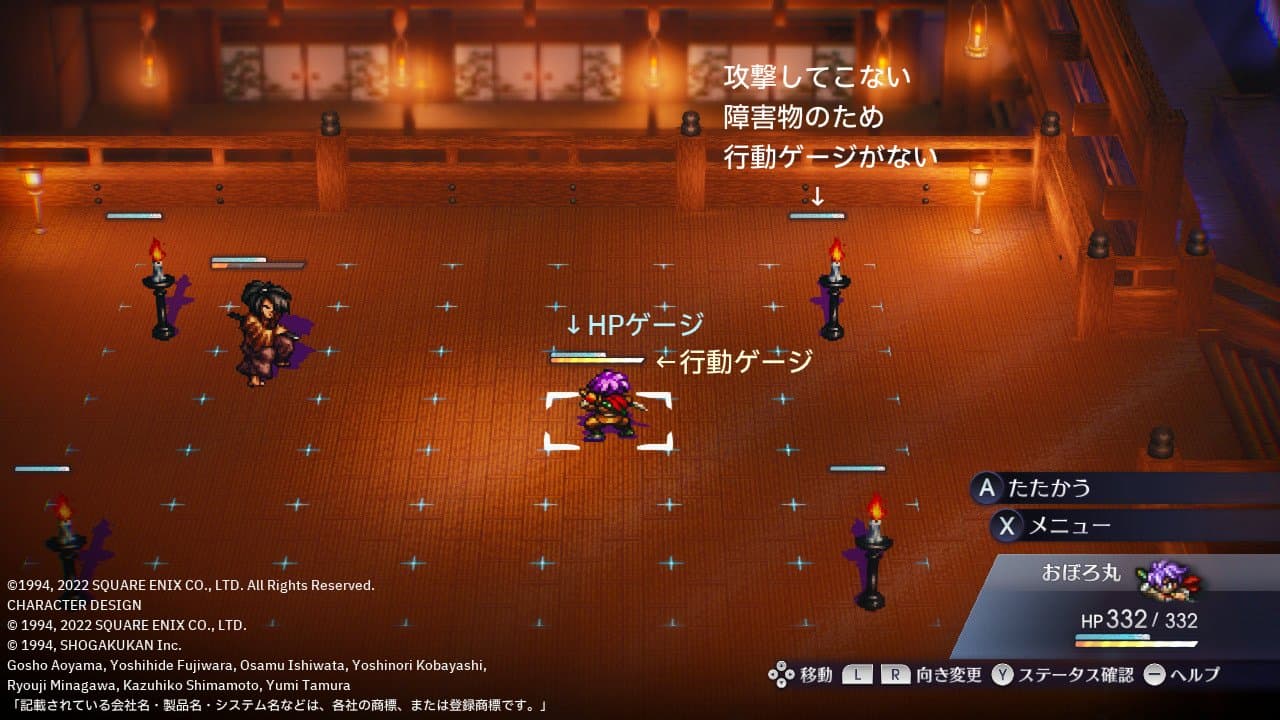 攻撃してこない
障害物のため
行動ゲージがない
↓
↓HPゲージ
←行動ゲージ
A たたかう
X メニュー
おぼろ丸
HP332/ 332
移動 L R 向き変更 Y ステータス確認 ヘルプ
©1994, 2022 SQUARE ENIX CO., LTD. All Rights Reserved.
CHARACTER DESIGN
© 1994, 2022 SQUARE ENIX CO., LTD.
© 1994, SHOGAKUKAN Inc.
Gosho Aoyama, Yoshihide Fujiwara, Osamu Ishiwata, Yoshinori Kobayashi,
Ryouji Minagawa, Kazuhiko Shimamoto, Yumi Tamura
「記載されている会社名・製品名・システム名などは、各社の商標、または登録商標です。」